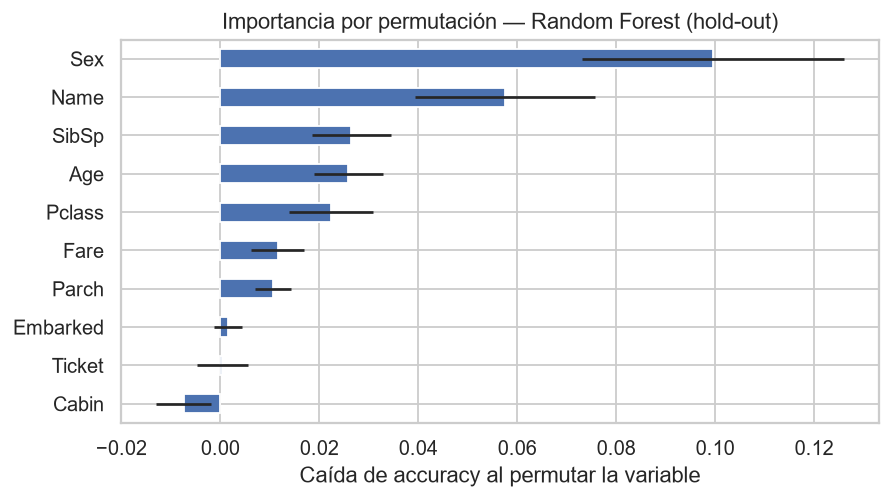 Importancia por permutación — Random Forest (hold-out)
Sex
Name
SibSp
Age
Pclass
Fare
Parch
Embarked
Ticket
Cabin
−0.02 0.00 0.02 0.04 0.06 0.08 0.10 0.12
Caída de accuracy al permutar la variable